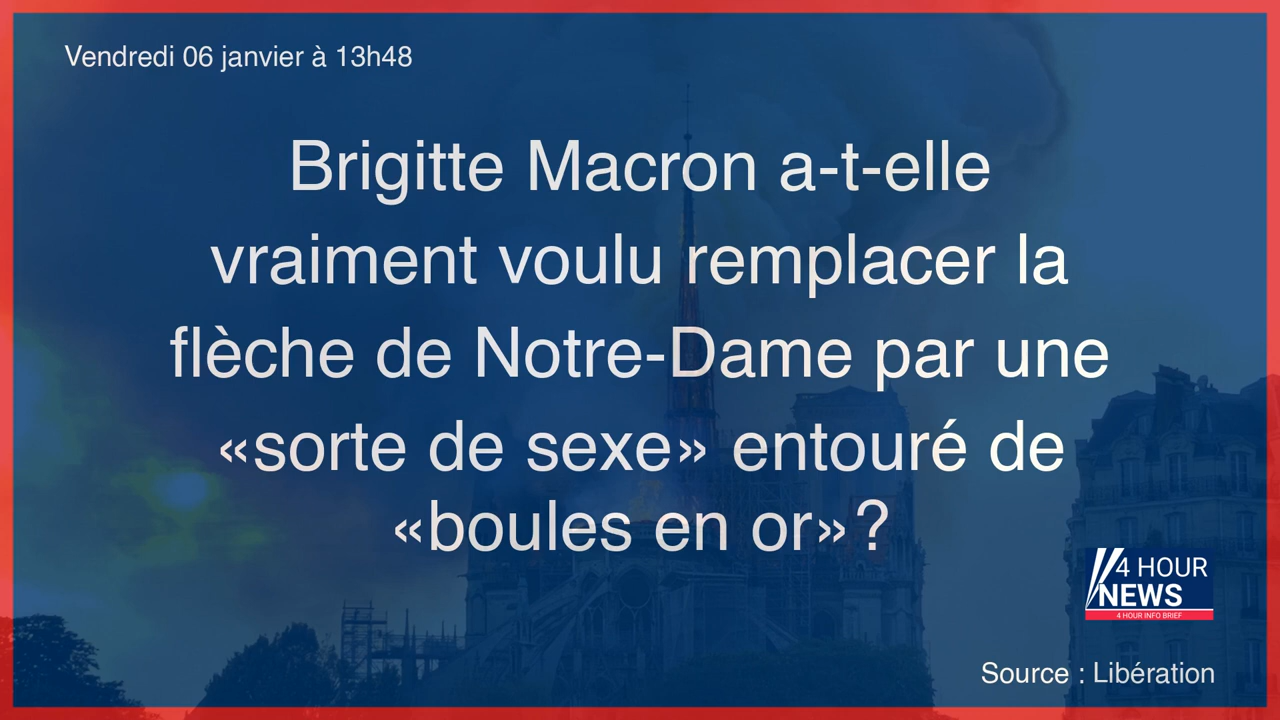 Vendredi 06 janvier à 13h48
Brigitte Macron a-t-elle
vraiment voulu remplacer la
flèche de Notre-Dame par une
«sorte de sexe» entouré de
«boules en or»?
4 HOUR
NEWS
4 HOUR INFO BRIEF
Source : Libération